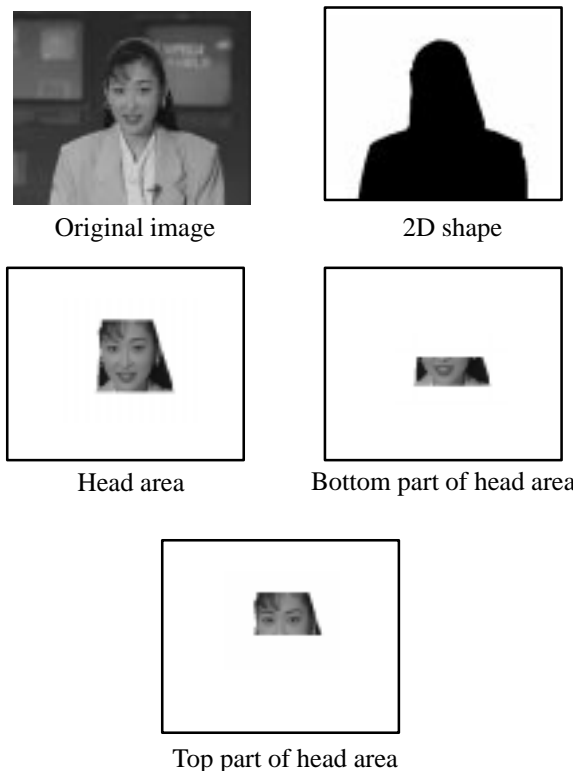 Original image
2D shape
Head area
Bottom part of head area
Top part of head area